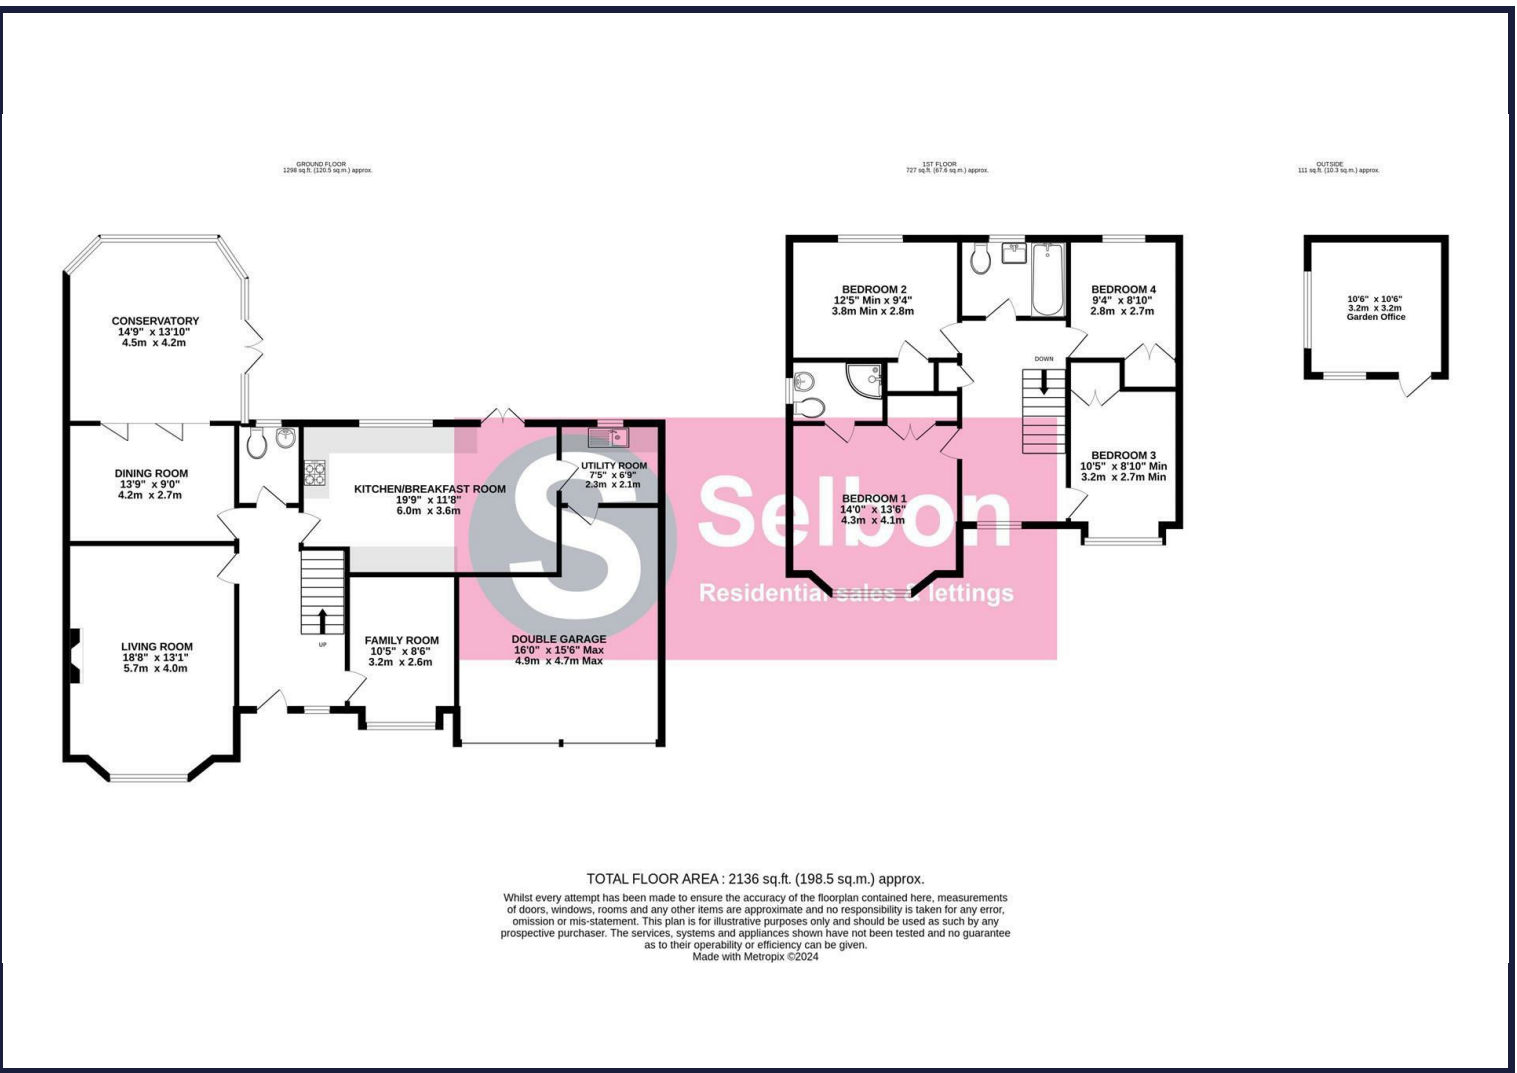 GROUND FLOOR
1298 sq.ft. (120.5 sq.m.) approx.
1ST FLOOR
727 sq.ft. (67.6 sq.m.) approx.
OUTSIDE
111 sq.ft. (10.3 sq.m.) approx.
CONSERVATORY
14'9" x 13'10"
4.5m x 4.2m
DINING ROOM
13'9" x 9'0"
4.2m x 2.7m
KITCHEN/BREAKFAST ROOM
19'9" x 11'8"
6.0m x 3.6m
UTILITY ROOM
7'5" x 6'9"
2.3m x 2.1m
LIVING ROOM
18'8" x 13'1"
5.7m x 4.0m
UP
FAMILY ROOM
10'5" x 8'6"
3.2m x 2.6m
DOUBLE GARAGE
16'0" x 15'6" Max
4.9m x 4.7m Max
BEDROOM 2
12'5" Min x 9'4"
3.8m Min x 2.8m
BEDROOM 4
9'4" x 8'10"
2.8m x 2.7m
DOWN
BEDROOM 3
10'5" x 8'10" Min
3.2m x 2.7m Min
BEDROOM 1
14'0" x 13'6"
4.3m x 4.1m
10'6" x 10'6"
3.2m x 3.2m
Garden Office
S
Selbon
Residential sales & lettings
TOTAL FLOOR AREA : 2136 sq.ft. (198.5 sq.m.) approx.
Whilst every attempt has been made to ensure the accuracy of the floorplan contained here, measurements
of doors, windows, rooms and any other items are approximate and no responsibility is taken for any error,
omission or mis-statement. This plan is for illustrative purposes only and should be used as such by any
prospective purchaser. The services, systems and appliances shown have not been tested and no guarantee
as to their operability or efficiency can be given.
Made with Metropix ©2024